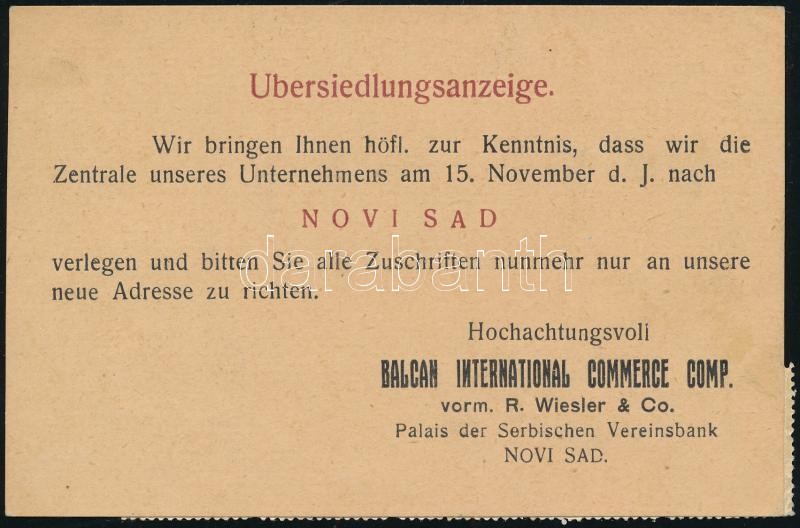 Ubersiedlungsanzeige.
Wir bringen Ihnen höfl. zur Kenntnis, dass wir die
Zentrale unseres Unternehmens am 15. November d. J. nach
NOVI SAD
verlegen und bitten Sie alle Zuschriften nunmehr nur an unsere
neue Adresse zu richten.
darabanth
Hochachtungsvoll
BALCAN INTERNATIONAL COMMERCE COMP.
vorm. R. Wiesler & Co.
Palais der Serbischen Vereinsbank
NOVI SAD.